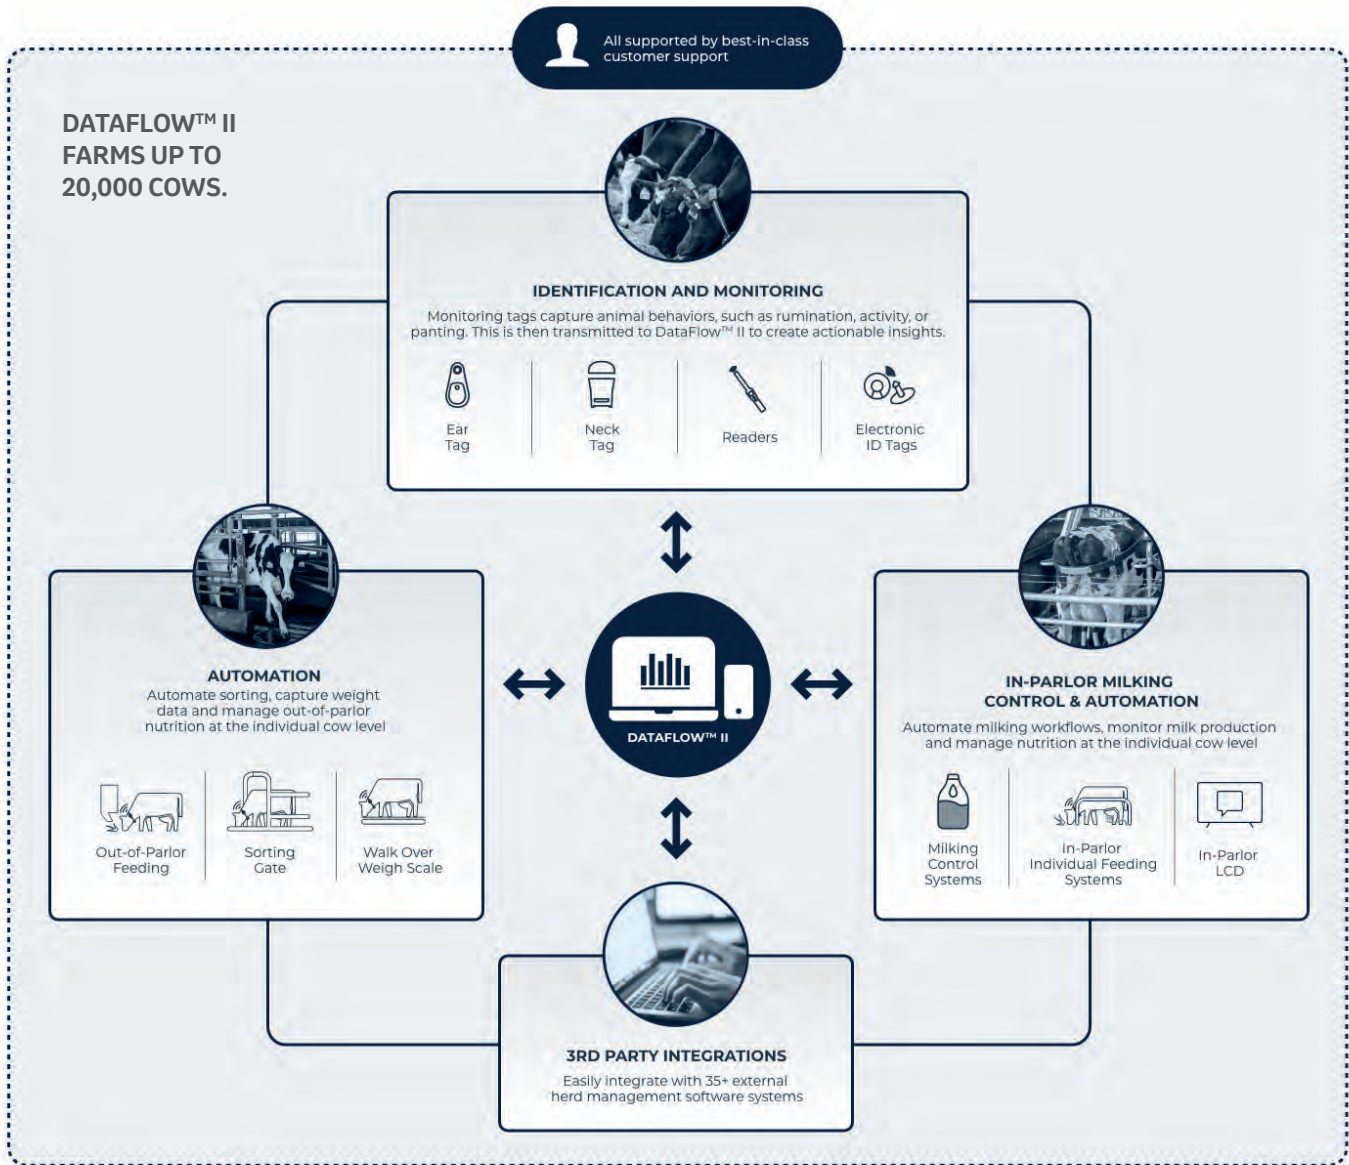 All supported by best-in-class
customer support
DATAFLOW™ II
FARMS UP TO
20,000 COWS.
IDENTIFICATION AND MONITORING
Monitoring tags capture animal behaviors, such as rumination, activity, or
panting. This is then transmitted to DataFlow™ II to create actionable insights.
Ear
Tag
Neck
Tag
Readers
Electronic
ID Tags
AUTOMATION
Automate sorting, capture weight
data and manage out-of-parlor
nutrition at the individual cow level
Out-of-Parlor
Feeding
Sorting
Gate
Walk Over
Weigh Scale
DATAFLOW™ II
IN-PARLOR MILKING
CONTROL & AUTOMATION
Automate milking workflows, monitor milk production
and manage nutrition at the individual cow level
Milking
Control
Systems
In-Parlor
Individual Feeding
Systems
In-Parlor
LCD
3RD PARTY INTEGRATIONS
Easily integrate with 35+ external
herd management software systems